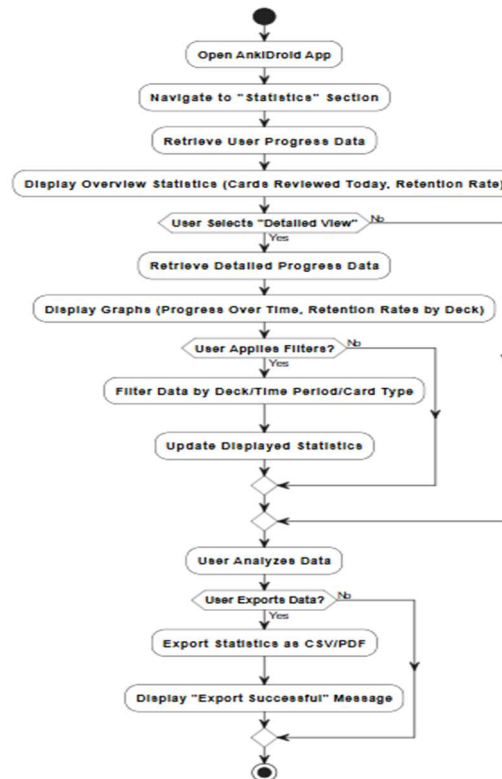 Open AnkiDroid App
Navigate to "Statistics" Section
Retrieve User Progress Data
Display Overview Statistics (Cards Reviewed Today, Retention Rate)
User Selects "Detailed View"
No
Yes
Retrieve Detailed Progress Data
Display Graphs (Progress Over Time, Retention Rates by Deck)
User Applies Filters?
No
Yes
Filter Data by Deck/Time Period/Card Type
Update Displayed Statistics
User Analyzes Data
User Exports Data?
No
Yes
Export Statistics as CSV/PDF
Display "Export Successful" Message